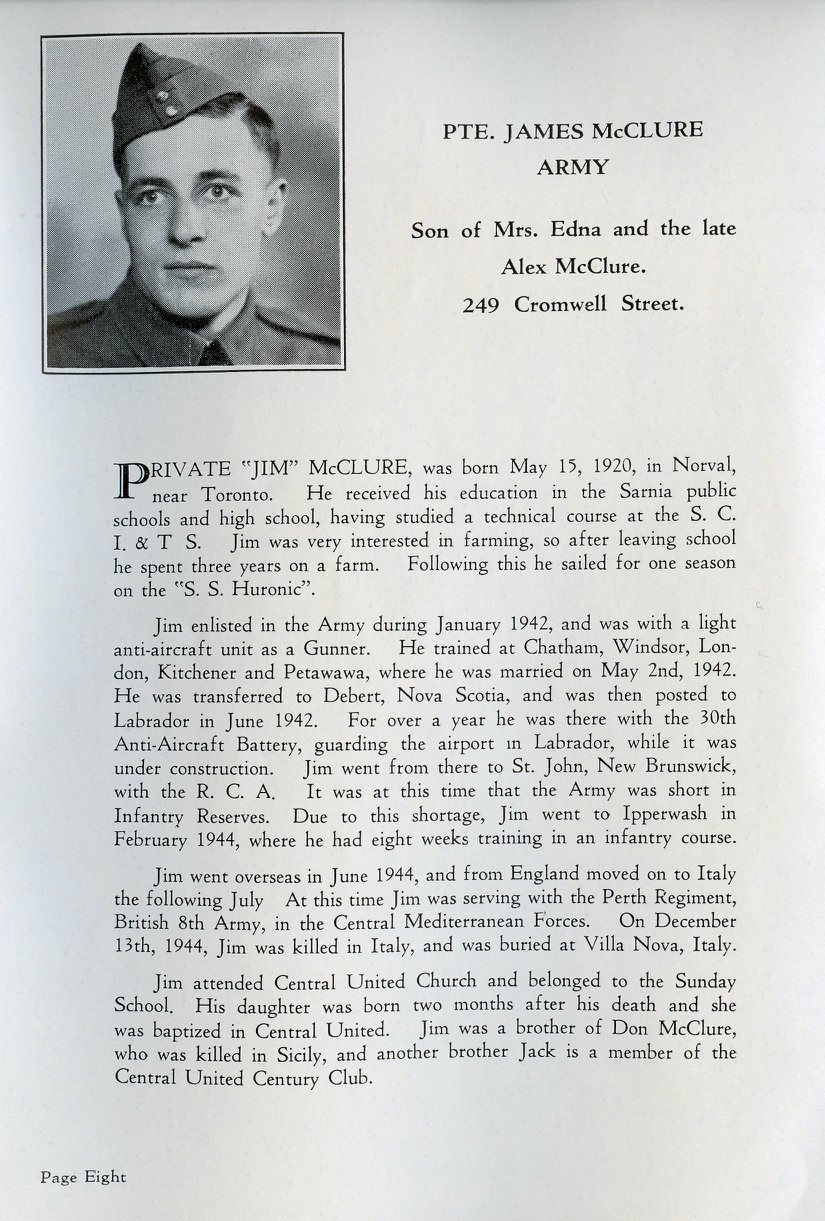 PTE. JAMES McCLURE
ARMY
Son of Mrs. Edna and the late
Alex McClure.
249 Cromwell Street.
PRIVATE "JIM" McCLURE, was born May 15, 1920, in Norval,
near Toronto. He received his education in the Sarnia public
schools and high school, having studied a technical course at the S. C.
I. & T S. Jim was very interested in farming, so after leaving school
he spent three years on a farm. Following this he sailed for one season
on the "S. S. Huronic".
Jim enlisted in the Army during January 1942, and was with a light
anti-aircraft unit as a Gunner. He trained at Chatham, Windsor, Lon-
don, Kitchener and Petawawa, where he was married on May 2nd, 1942.
He was transferred to Debert, Nova Scotia, and was then posted to
Labrador in June 1942. For over a year he was there with the 30th
Anti-Aircraft Battery, guarding the airport in Labrador, while it was
under construction. Jim went from there to St. John, New Brunswick,
with the R. C. A. It was at this time that the Army was short in
Infantry Reserves. Due to this shortage, Jim went to Ipperwash in
February 1944, where he had eight weeks training in an infantry course.
Jim went overseas in June 1944, and from England moved on to Italy
the following July At this time Jim was serving with the Perth Regiment,
British 8th Army, in the Central Mediterranean Forces. On December
13th, 1944, Jim was killed in Italy, and was buried at Villa Nova, Italy.
Jim attended Central United Church and belonged to the Sunday
School. His daughter was born two months after his death and she
was baptized in Central United. Jim was a brother of Don McClure,
who was killed in Sicily, and another brother Jack is a member of the
Central United Century Club.
Page Eight